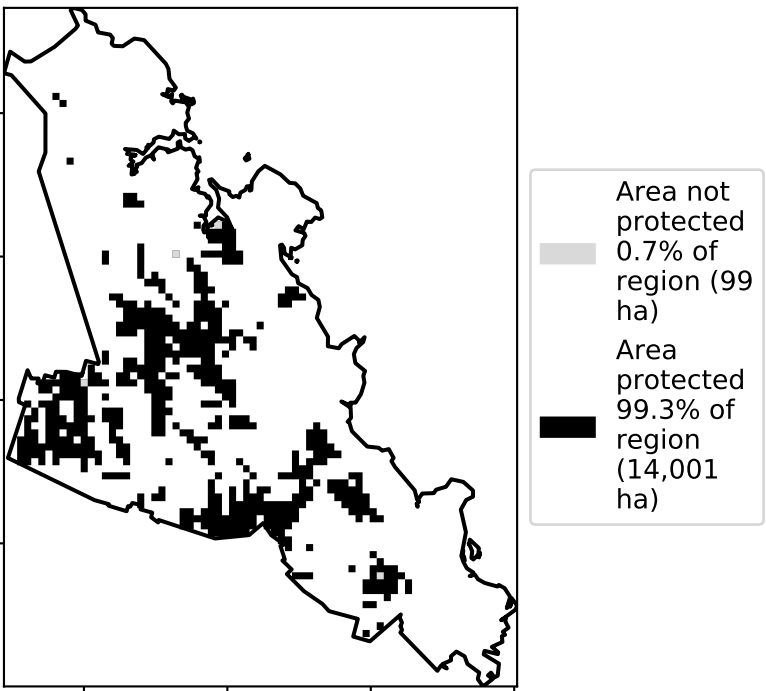 Area not
protected
0.7% of
region (99
ha)
Area
protected
99.3% of
region
(14,001
ha)